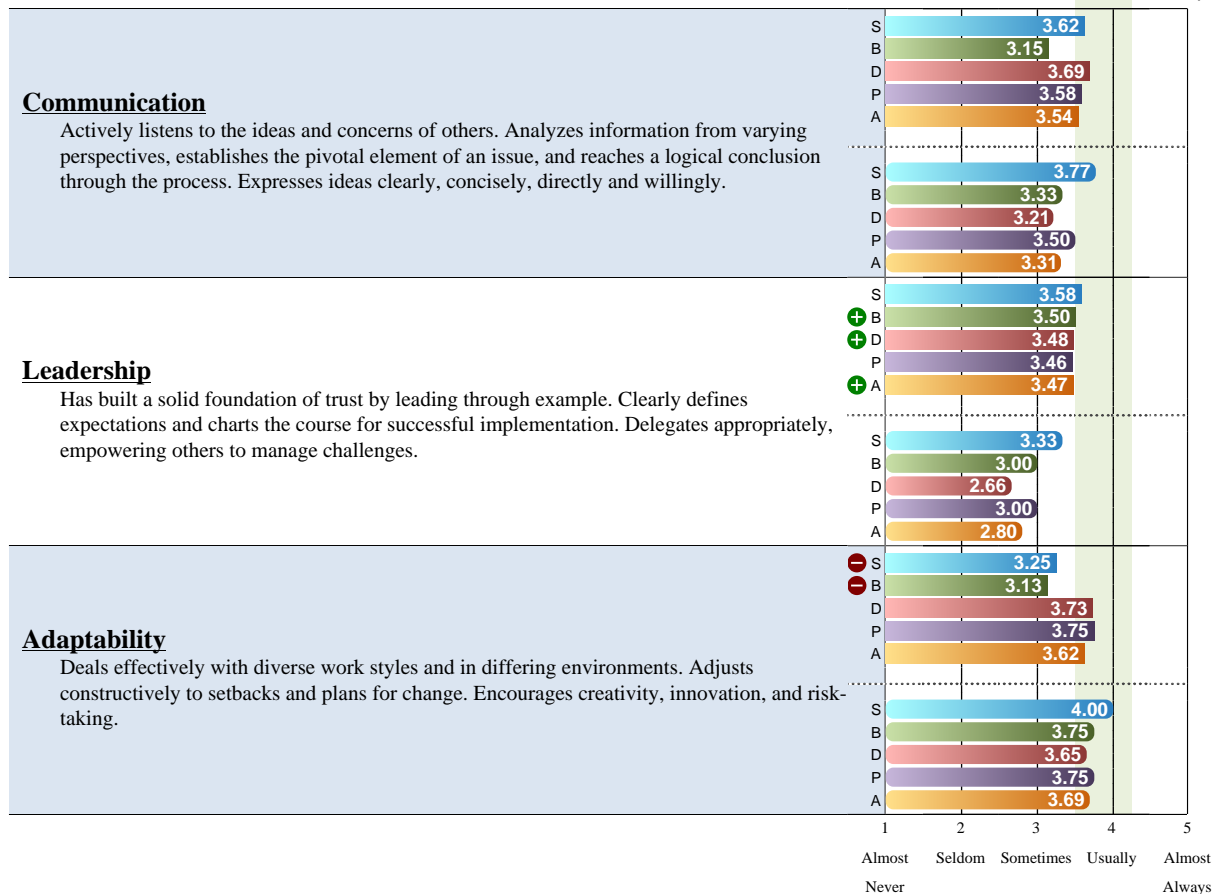 Communication
Actively listens to the ideas and concerns of others. Analyzes information from varying
perspectives, establishes the pivotal element of an issue, and reaches a logical conclusion
through the process. Expresses ideas clearly, concisely, directly and willingly.
S 3.62
B 3.15
D 3.69
P 3.58
A 3.54
S 3.77
B 3.33
D 3.21
P 3.50
A 3.31
Leadership
Has built a solid foundation of trust by leading through example. Clearly defines
expectations and charts the course for successful implementation. Delegates appropriately,
empowering others to manage challenges.
S 3.58
+ B 3.50
+ D 3.48
P 3.46
+ A 3.47
S 3.33
B 3.00
D 2.66
P 3.00
A 2.80
Adaptability
Deals effectively with diverse work styles and in differing environments. Adjusts
constructively to setbacks and plans for change. Encourages creativity, innovation, and risk-
taking.
− S 3.25
− B 3.13
D 3.73
P 3.75
A 3.62
S 4.00
B 3.75
D 3.65
P 3.75
A 3.69
1 2 3 4 5
Almost Seldom Sometimes Usually Almost
Never Always